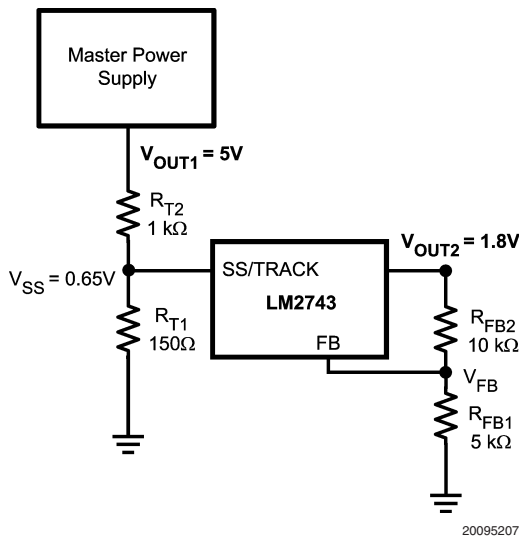 Master Power
Supply
VOUT1 = 5V
RT2
1 kΩ
VSS = 0.65V
RT1
150Ω
SS/TRACK
LM2743
FB
VOUT2 = 1.8V
RFB2
10 kΩ
VFB
RFB1
5 kΩ
20095207